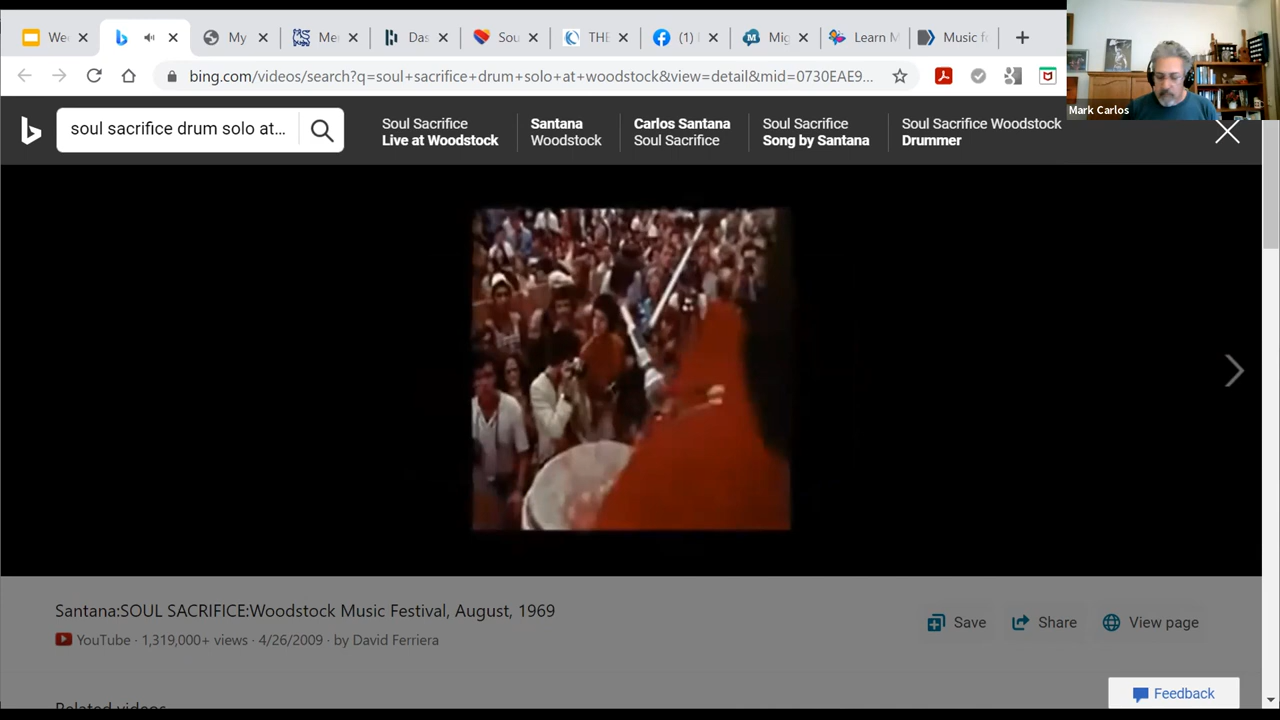 We
My
Me
Das
Sou
THE
(1)
Mig
Learn M
Music fo
Mark Carlos
bing.com/videos/search?q=soul+sacrifice+drum+solo+at+woodstock&view=detail&mid=0730EAE9...
soul sacrifice drum solo at...
Soul Sacrifice
Live at Woodstock
Santana
Woodstock
Carlos Santana
Soul Sacrifice
Soul Sacrifice
Song by Santana
Soul Sacrifice Woodstock
Drummer
Santana:SOUL SACRIFICE:Woodstock Music Festival, August, 1969
YouTube · 1,319,000+ views · 4/26/2009 · by David Ferriera
Save
Share
View page
Related videos
Feedback